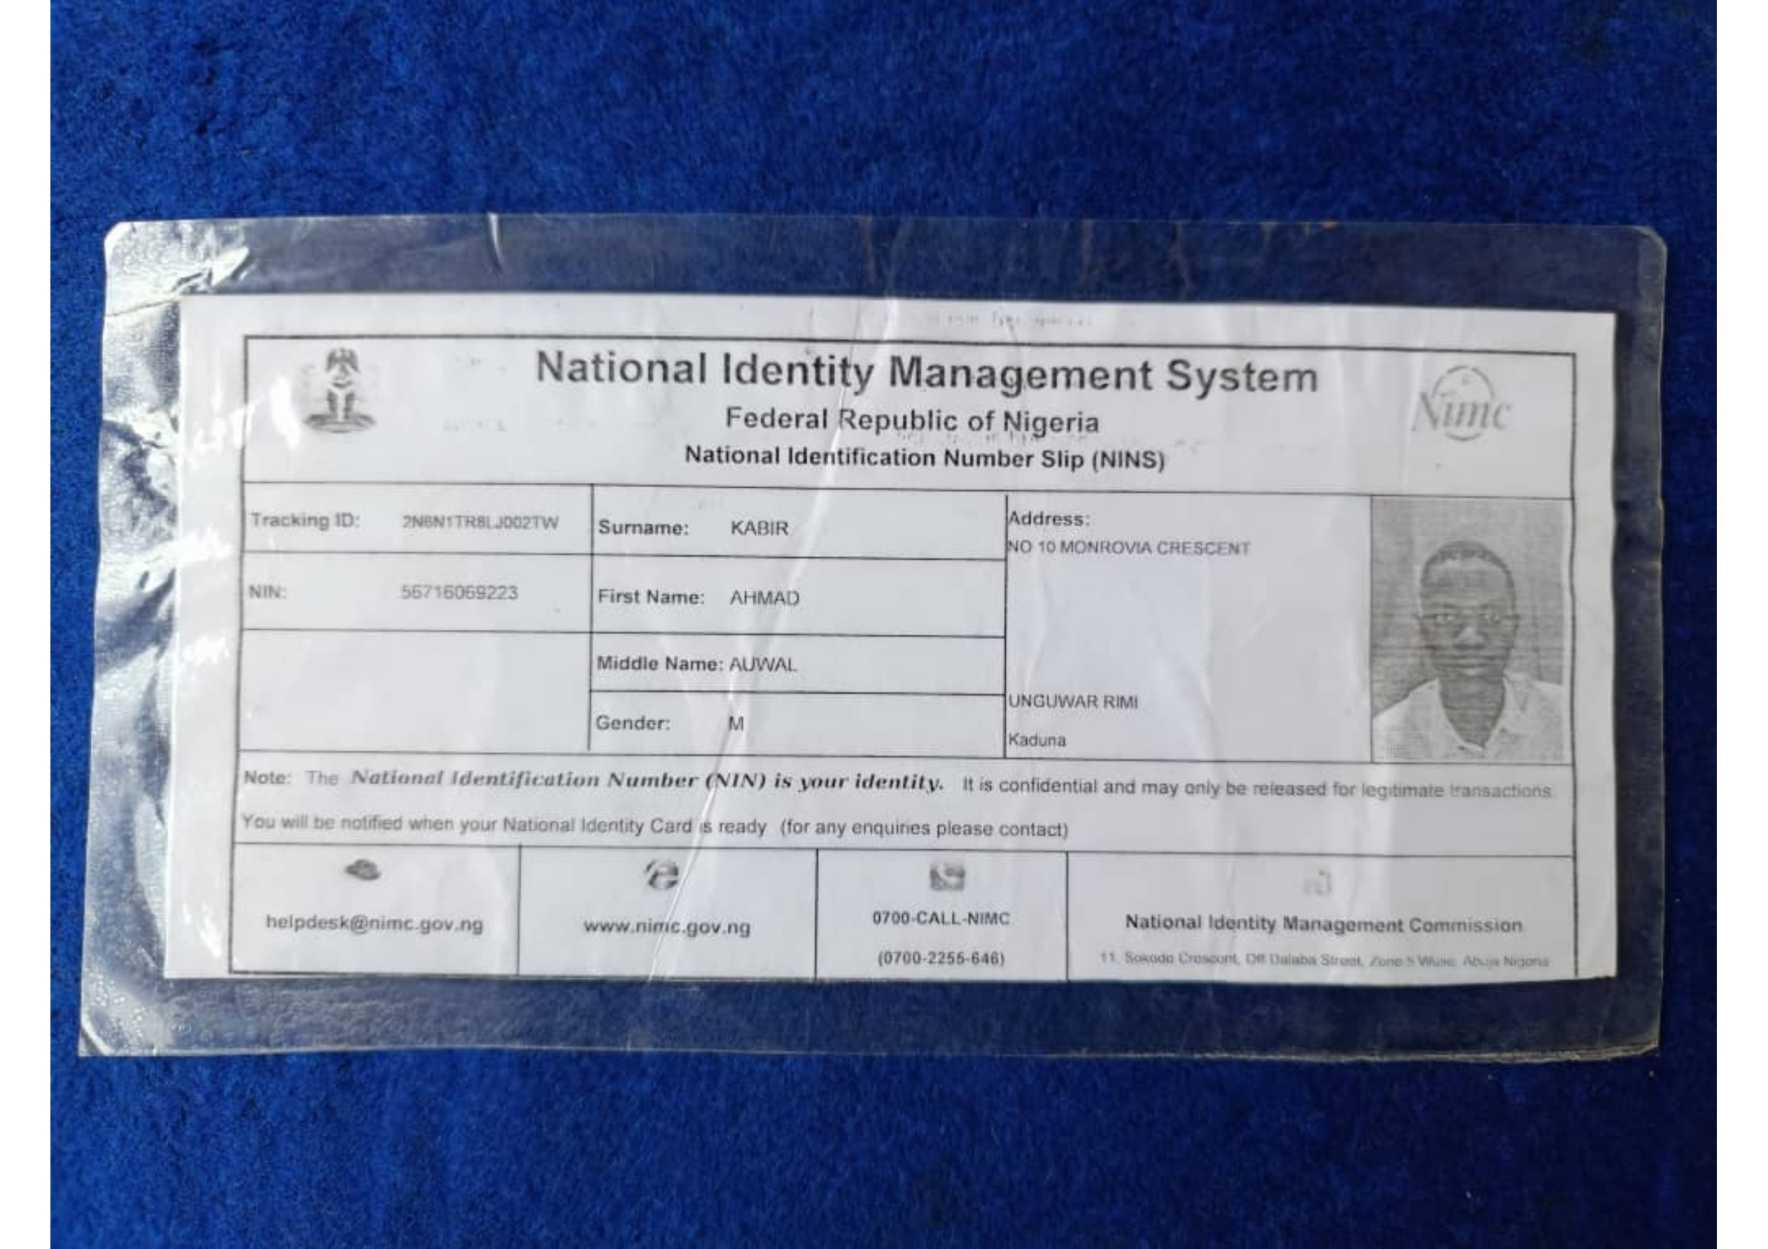 National Identity Management System
Federal Republic of Nigeria
National Identification Number Slip (NINS)
Nimc
Tracking ID: 2N6N1TR8LJ002TW
Surname: KABIR
Address:
NO 10 MONROVIA CRESCENT
NIN: 56716069223
First Name: AHMAD
Middle Name: AUWAL
UNGUWAR RIMI
Gender: M
Kaduna
Note: The National Identification Number (NIN) is your identity. It is confidential and may only be released for legitimate transactions.
You will be notified when your National Identity Card is ready (for any enquiries please contact)
helpdesk@nimc.gov.ng
www.nimc.gov.ng
0700-CALL-NIMC
(0700-2255-646)
National Identity Management Commission
11, Sokode Crescent, Off Dalaba Street, Zone 5 Wuse, Abuja Nigeria